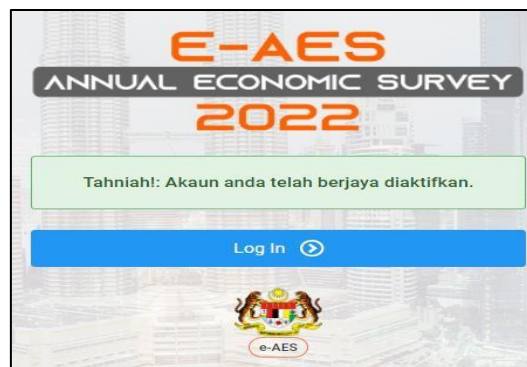 E-AES
ANNUAL ECONOMIC SURVEY
2022
Tahniah!: Akaun anda telah berjaya diaktifkan.
Log In
e-AES